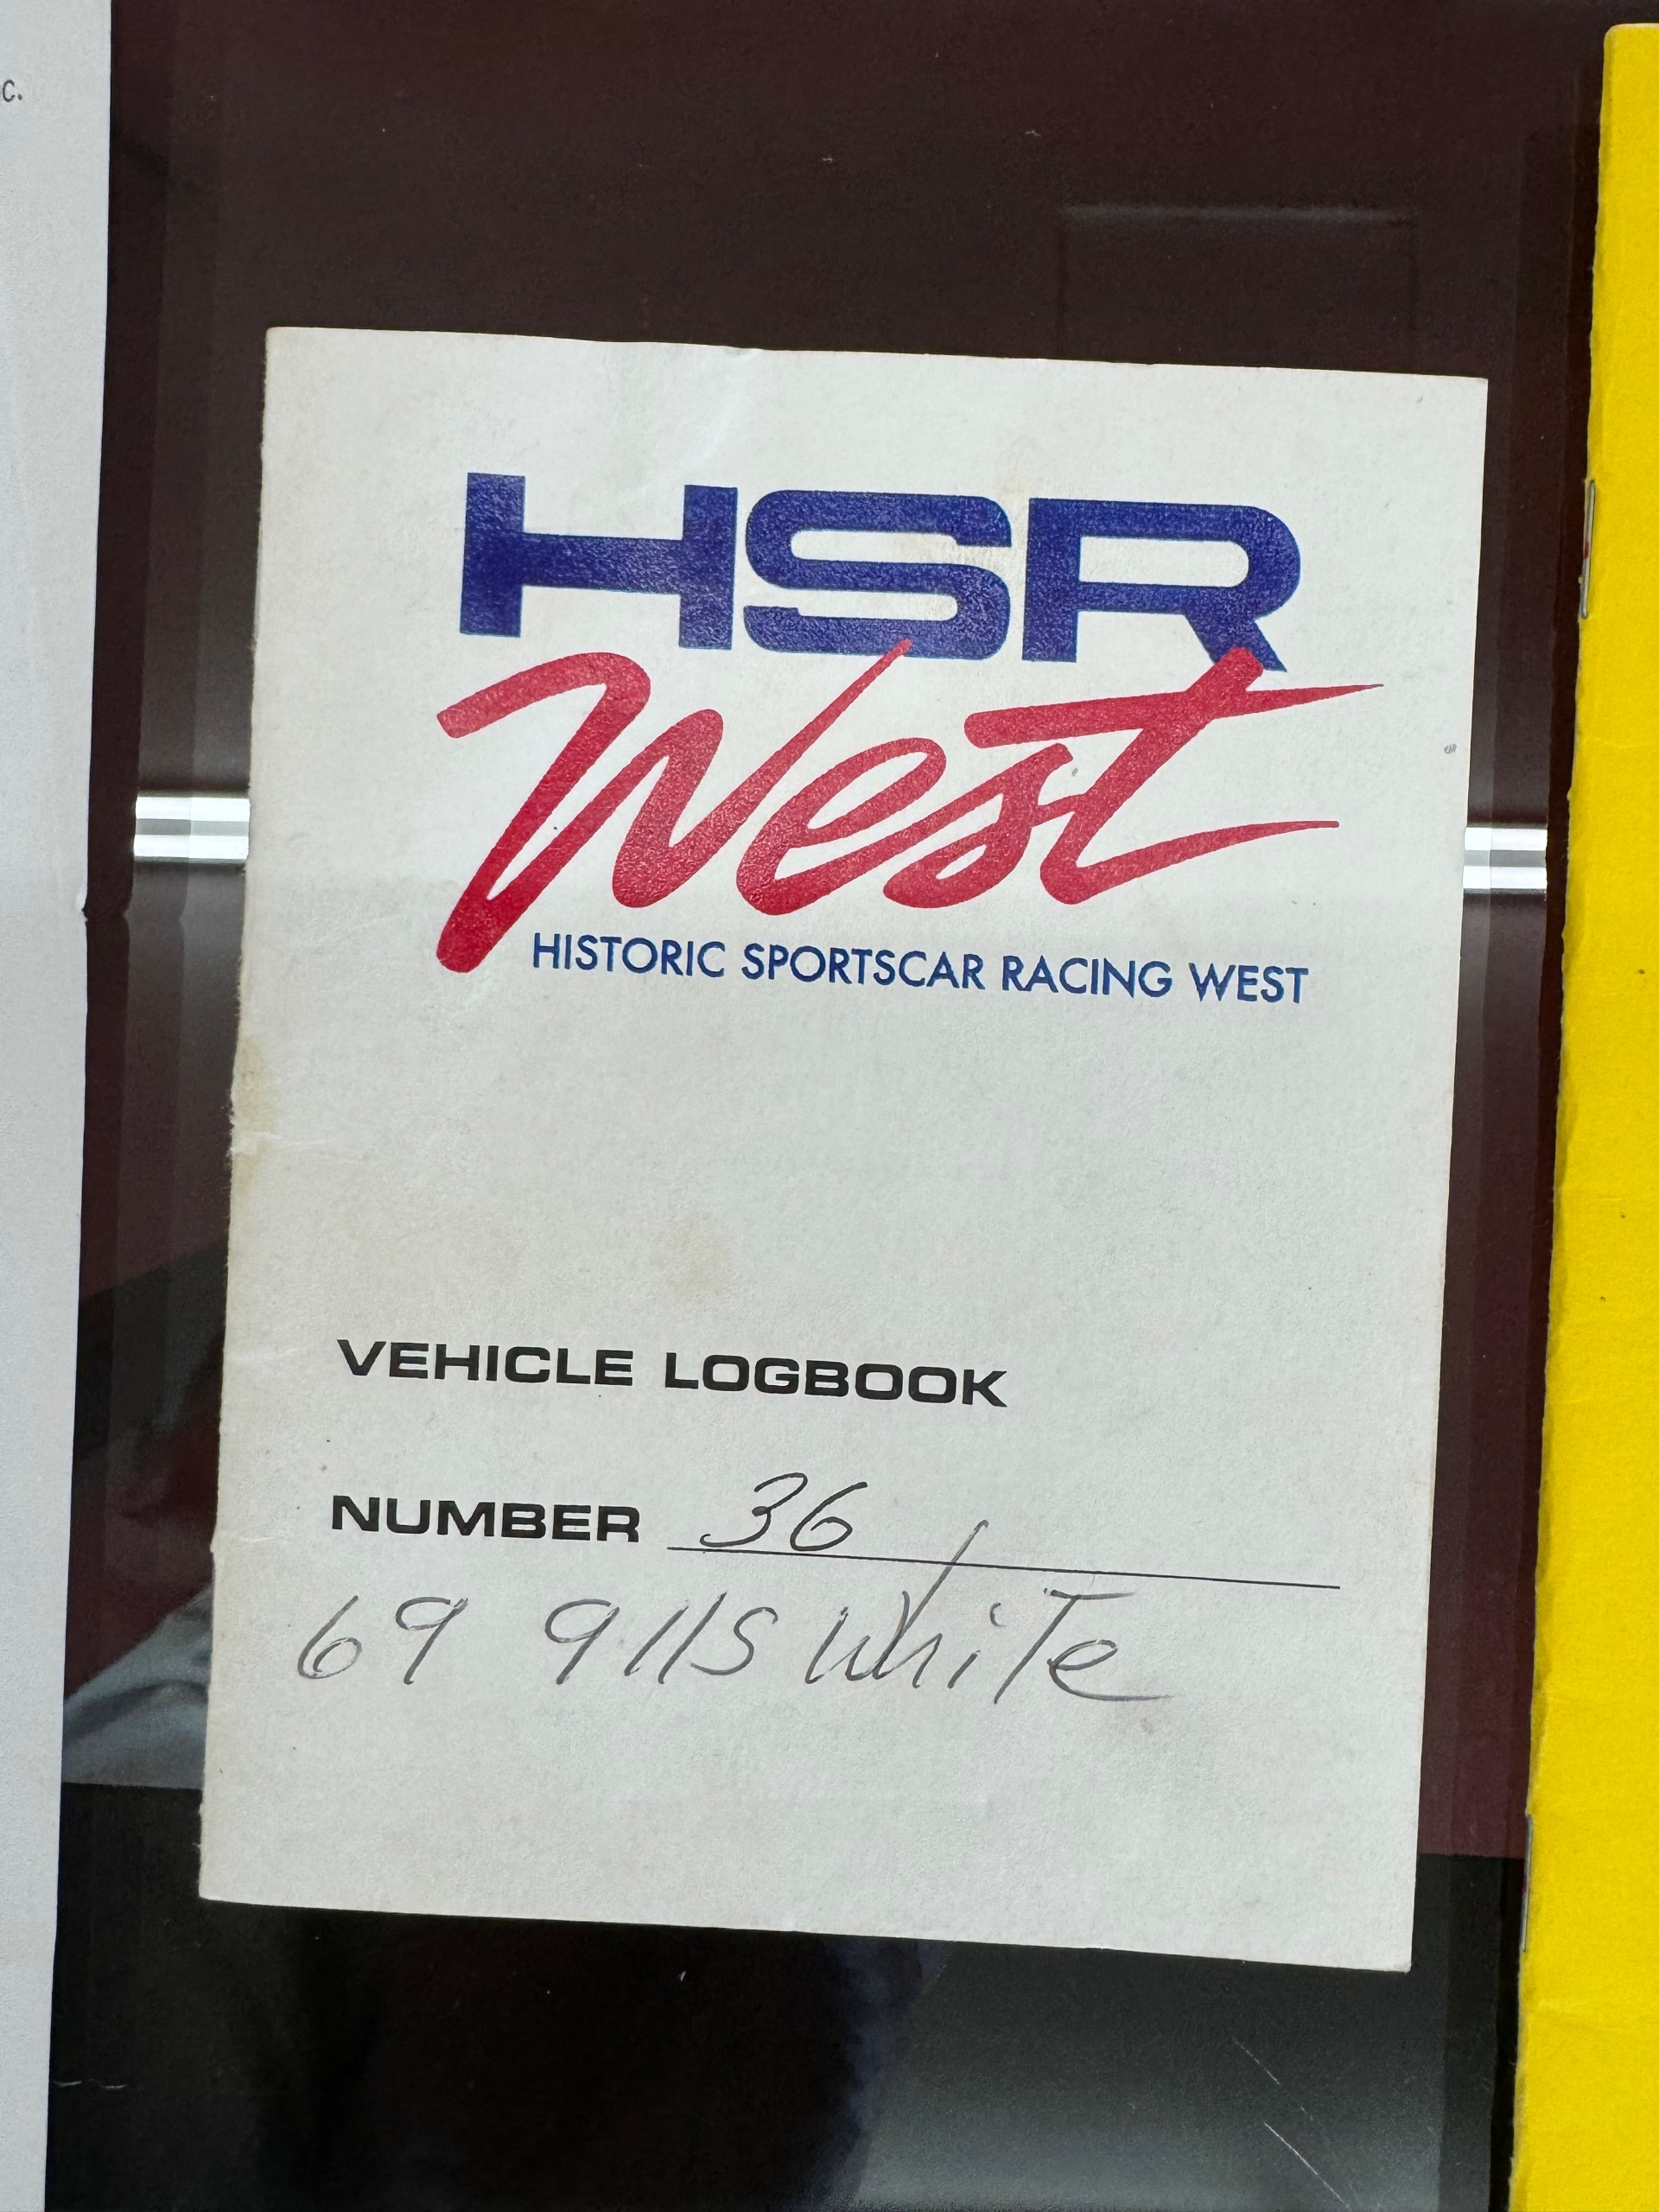 c.
HSR
West
HISTORIC SPORTSCAR RACING WEST
VEHICLE LOGBOOK
NUMBER 36
69 911S White